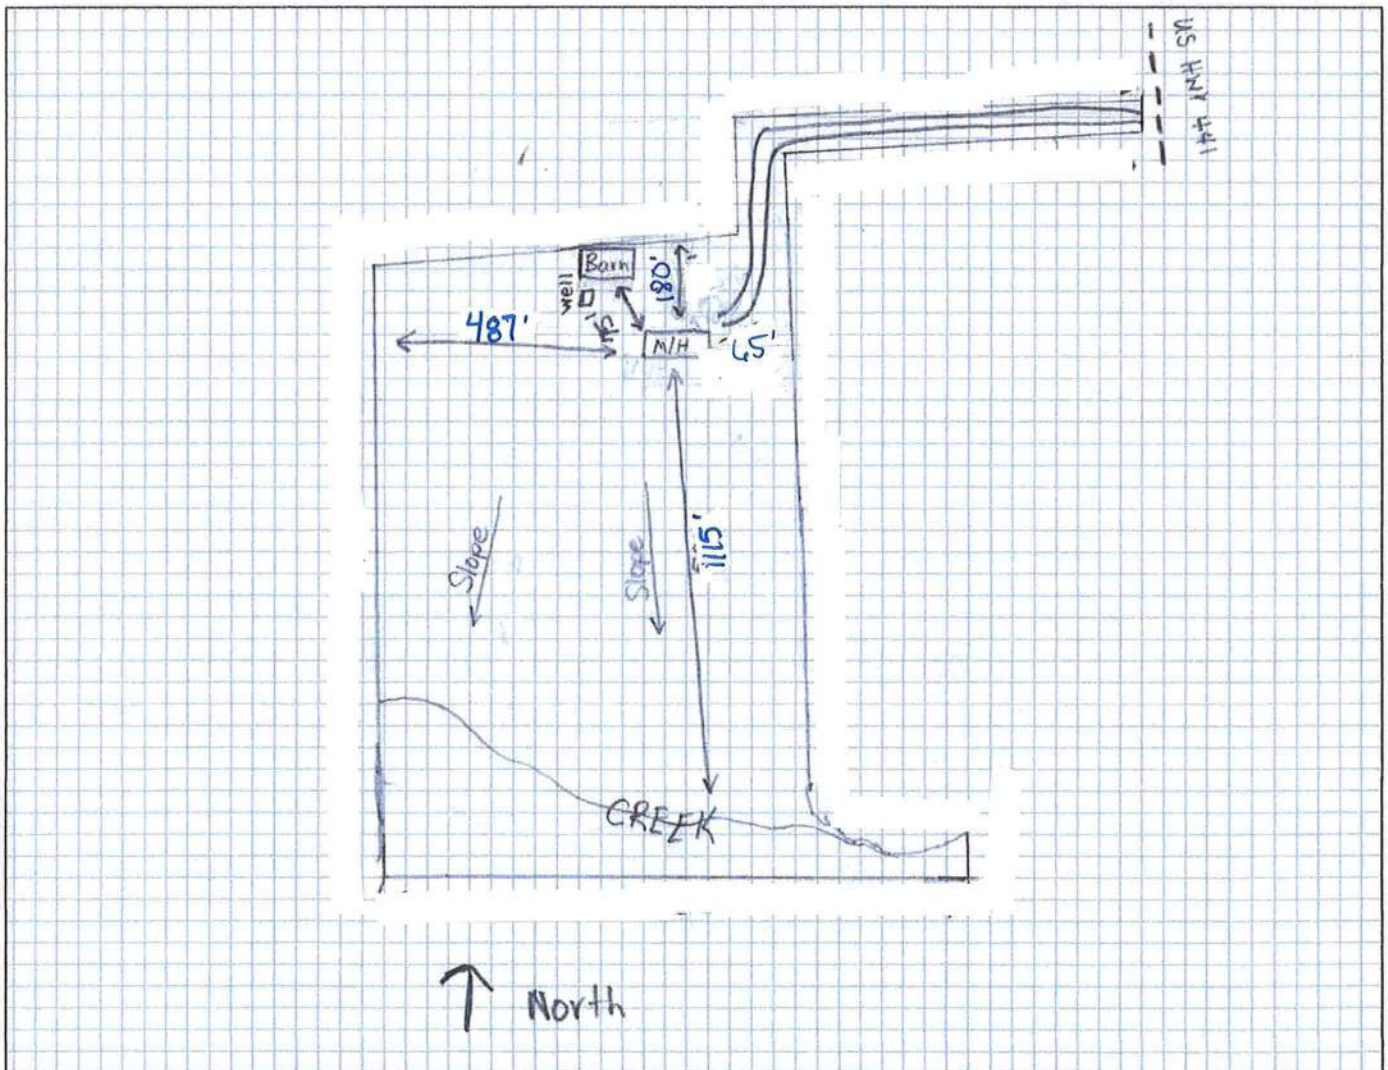 US HWY 441
Barn
well
180'
487'
M/H
65'
1115'
Slope
Slope
CREEK
North